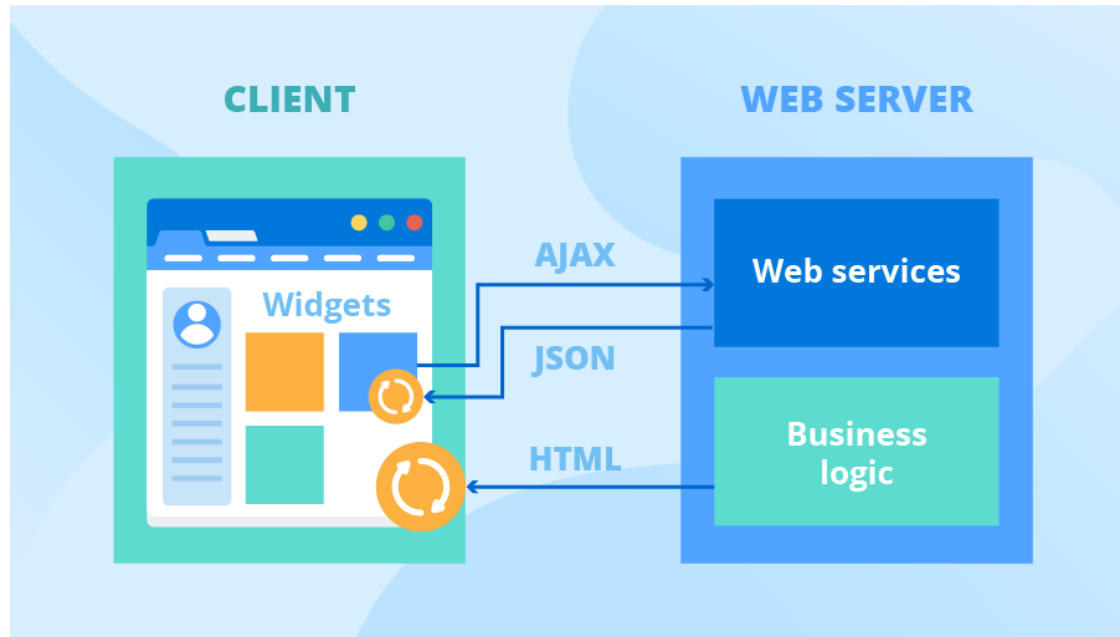 CLIENT
WEB SERVER
Widgets
AJAX
JSON
HTML
Web services
Business
logic